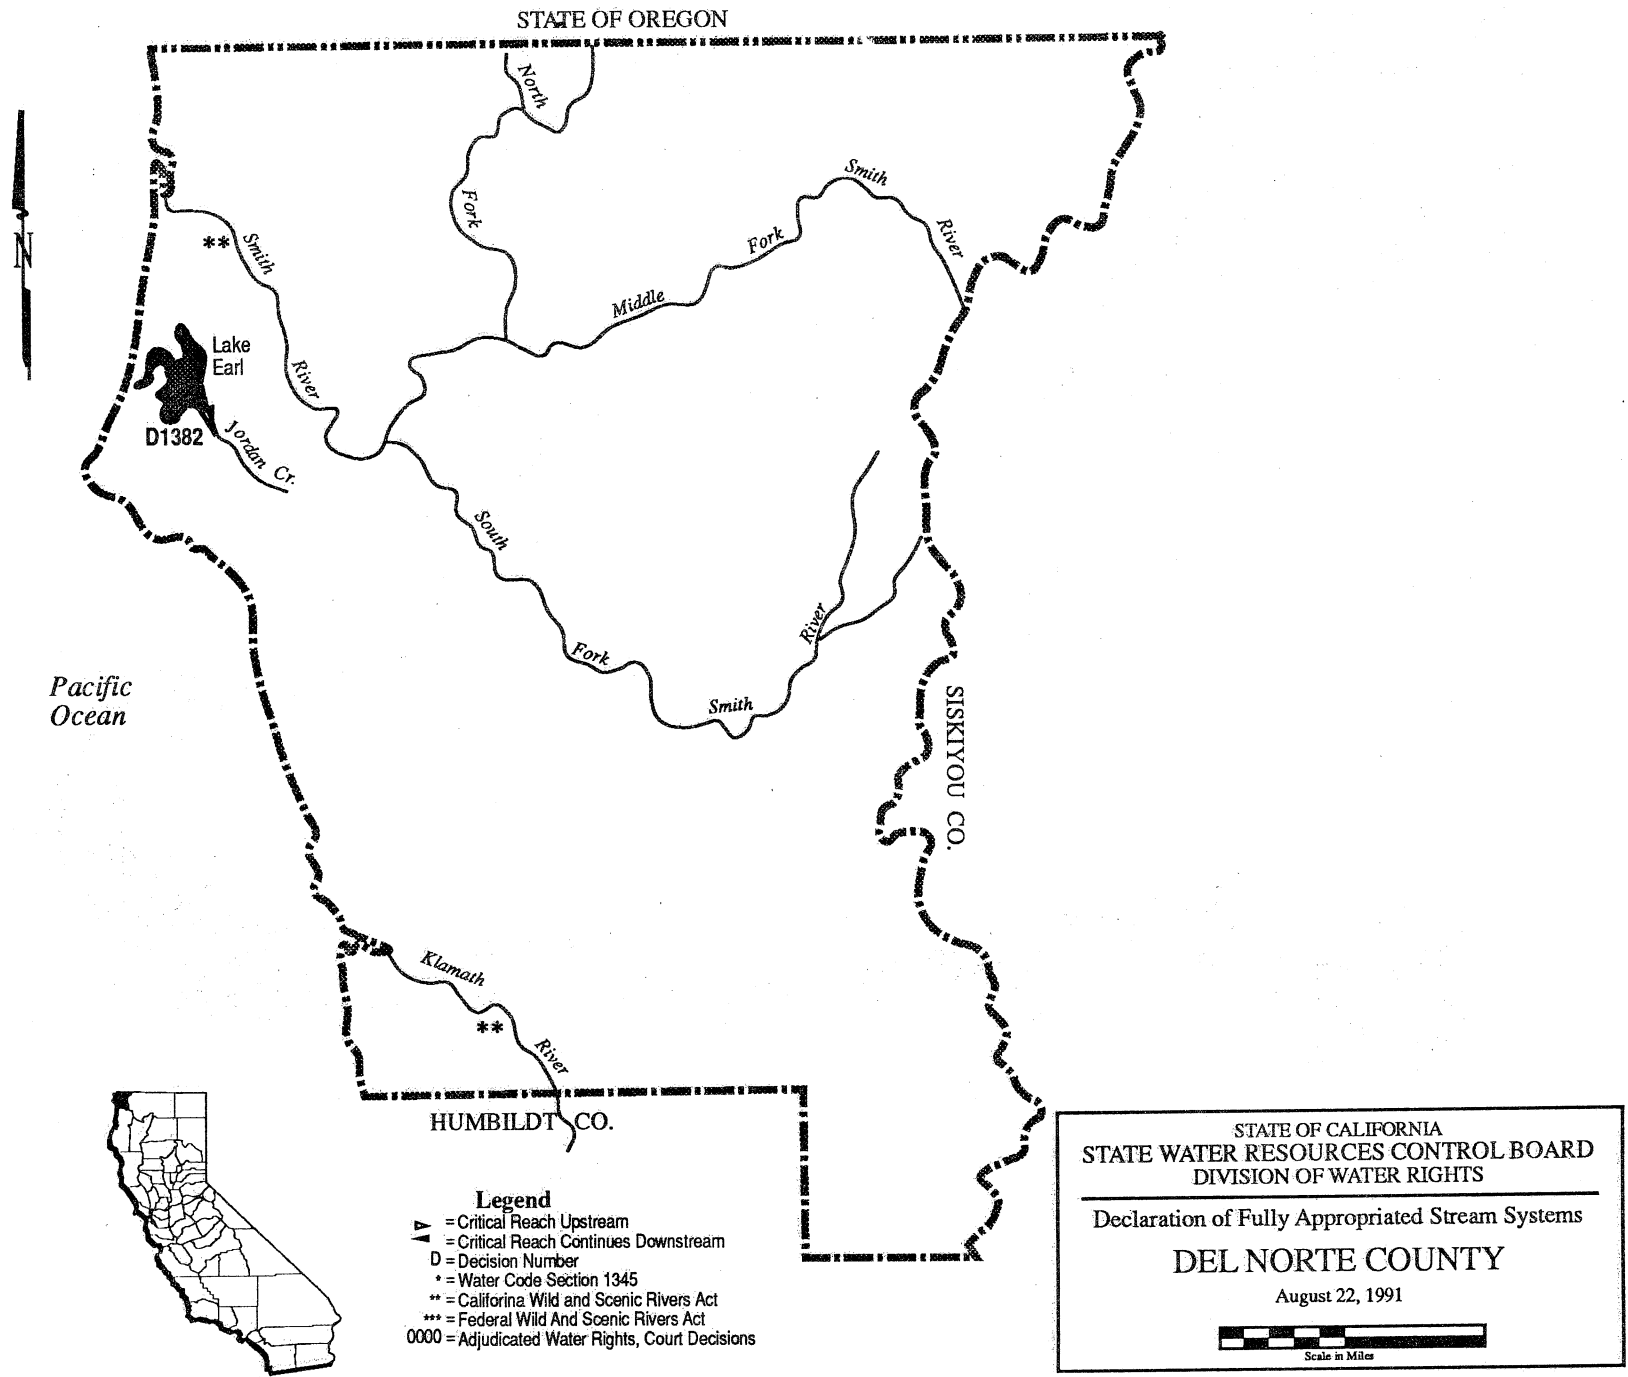 STATE OF OREGON
North
Fork
Smith
River
Fork
Middle
Smith
River
**
N
Lake
Earl
D1382
Jordan Cr.
South
Fork
Smith
River
Pacific
Ocean
SISKIYOU CO.
Klamath
River
**
HUMBILDT CO.
Legend
= Critical Reach Upstream
= Critical Reach Continues Downstream
D = Decision Number
* = Water Code Section 1345
** = Califorina Wild and Scenic Rivers Act
*** = Federal Wild And Scenic Rivers Act
0000 = Adjudicated Water Rights, Court Decisions
STATE OF CALIFORNIA
STATE WATER RESOURCES CONTROL BOARD
DIVISION OF WATER RIGHTS
Declaration of Fully Appropriated Stream Systems
DEL NORTE COUNTY
August 22, 1991
Scale in Miles